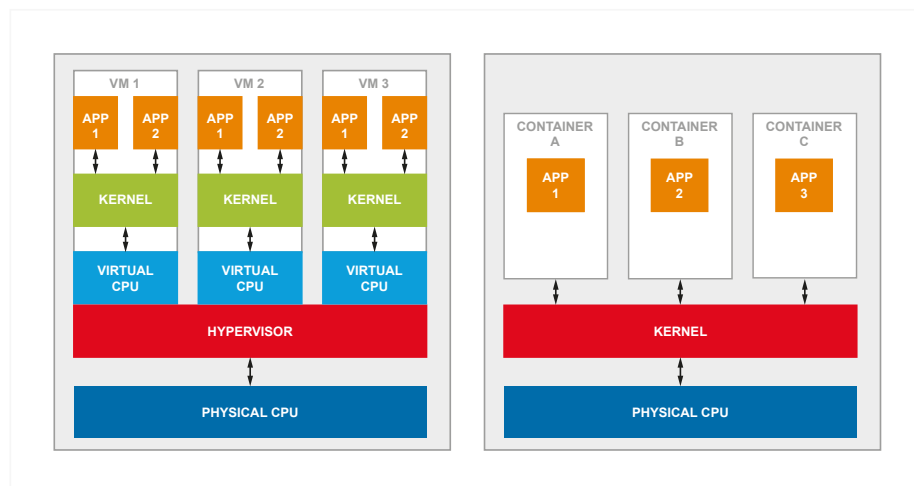 VM 1
VM 2
VM 3
APP
1
APP
2
APP
1
APP
2
APP
1
APP
2
KERNEL
KERNEL
KERNEL
VIRTUAL
CPU
VIRTUAL
CPU
VIRTUAL
CPU
HYPERVISOR
PHYSICAL CPU
CONTAINER
A
CONTAINER
B
CONTAINER
C
APP
1
APP
2
APP
3
KERNEL
PHYSICAL CPU